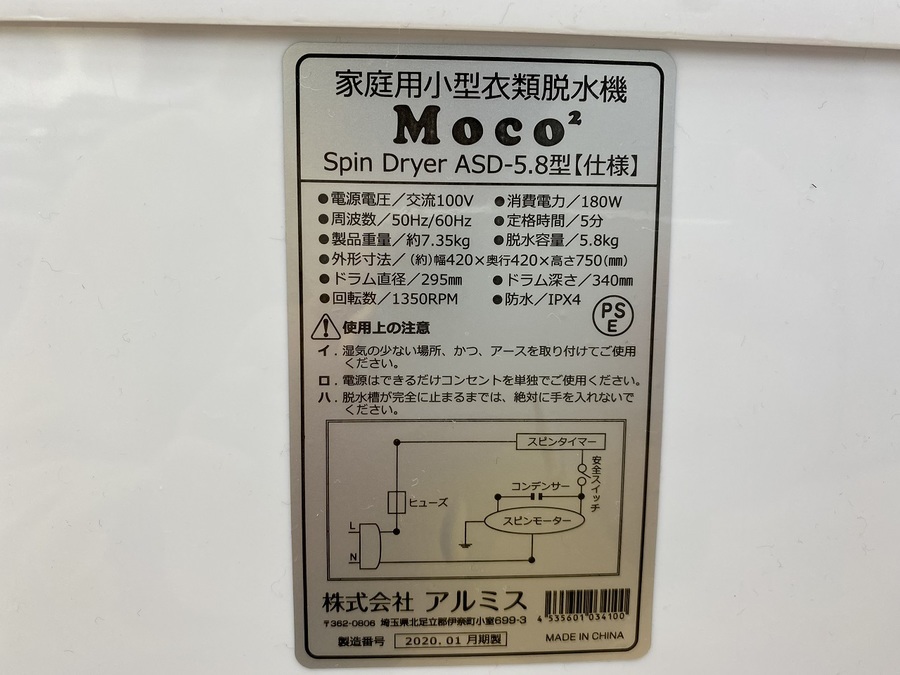 家庭用小型衣類脱水機
Moco²
Spin Dryer ASD-5.8型【仕様】
●電源電圧／交流100V ●消費電力／180W
●周波数／50Hz/60Hz ●定格時間／5分
●製品重量／約7.35kg ●脱水容量／5.8kg
●外形寸法／(約)幅420×奥行420×高さ750(㎜)
●ドラム直径／295㎜ ●ドラム深さ／340㎜
●回転数／1350RPM ●防水／IPX4
PS
E
使用上の注意
イ．湿気の少ない場所、かつ、アースを取り付けてご使用
ください。
ロ．電源はできるだけコンセントを単独でご使用ください。
ハ．脱水槽が完全に止まるまでは、絶対に手を入れないで
ください。
スピンタイマー
安全スイッチ
コンデンサー
ヒューズ
スピンモーター
L
N
株式会社 アルミス
〒362-0806 埼玉県北足立郡伊奈町小室699-3
4 535601 034100
製造番号 2020.01月期製 MADE IN CHINA